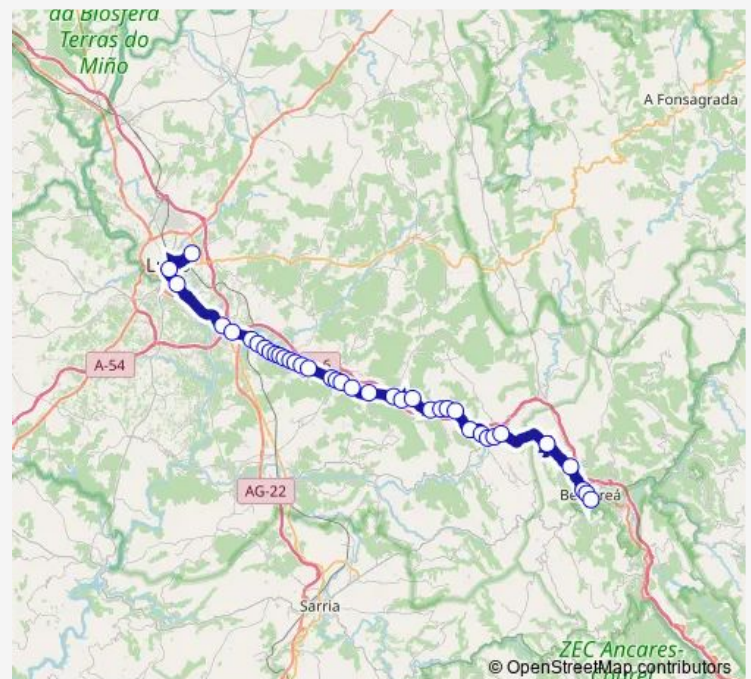 da Biosfera
Terras do
Miño
A Fonsagrada
A-54
AG-22
Sarria
ZEC Ancares-
© OpenStreetMap contributors